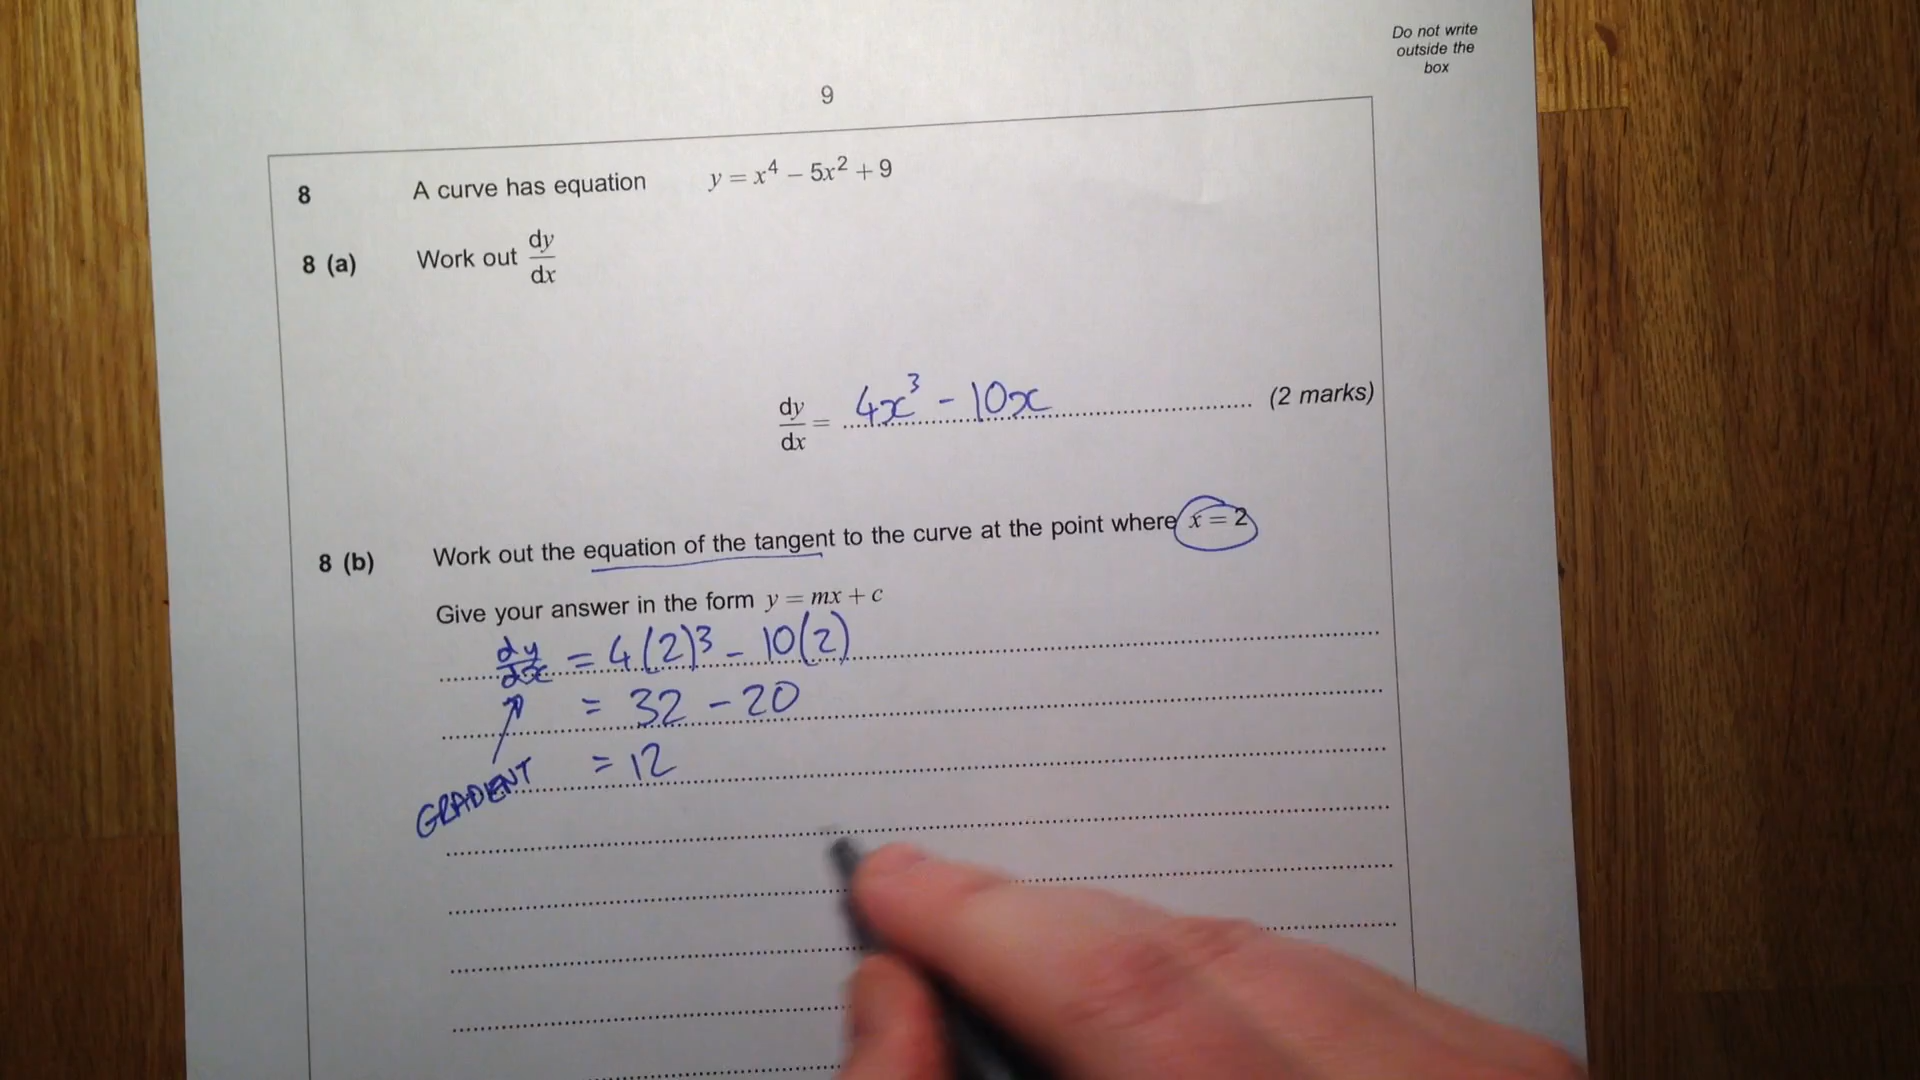 Do not write
outside the
box
9
8 A curve has equation y = x⁴ – 5x² + 9
8 (a) Work out dy/dx
dy/dx = 4x³ - 10x (2 marks)
8 (b) Work out the equation of the tangent to the curve at the point where x = 2
Give your answer in the form y = mx + c
dy/dx = 4(2)³ - 10(2)
= 32 - 20
= 12
GRADIENT